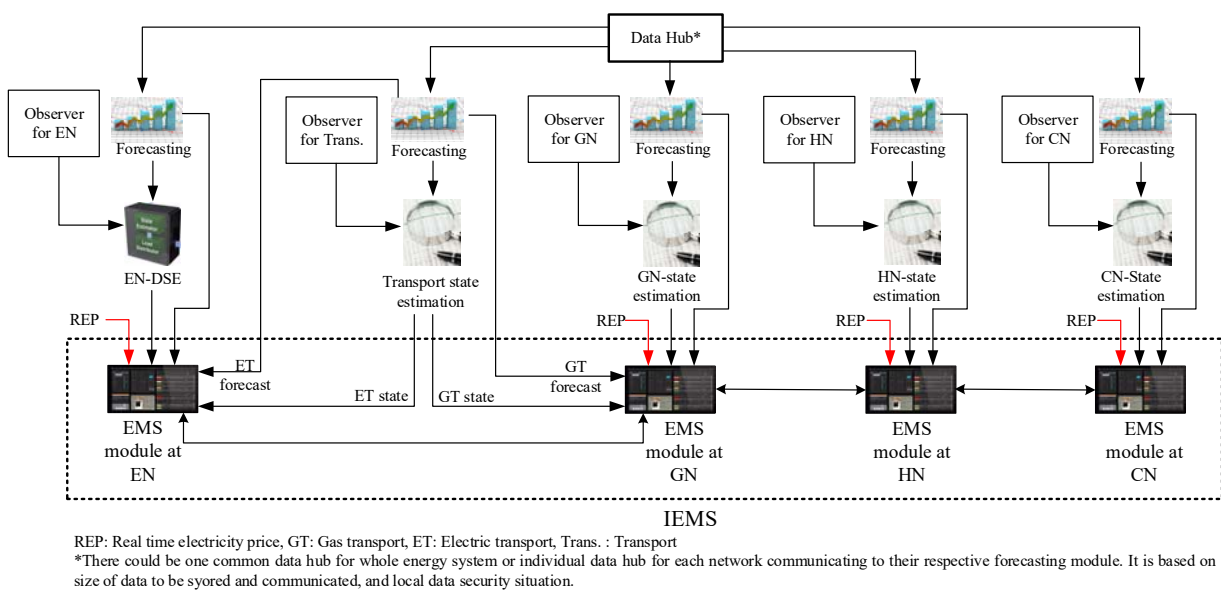 Data Hub*
Observer
for EN
Forecasting
Observer
for Trans.
Forecasting
Observer
for GN
Forecasting
Observer
for HN
Forecasting
Observer
for CN
Forecasting
State
Estimator
Load
EN-DSE
Transport state
estimation
GN-state
estimation
HN-state
estimation
CN-State
estimation
REP
REP
REP
REP
ET
forecast
GT
forecast
ET state
GT state
EMS
module at
EN
EMS
module at
GN
EMS
module at
HN
EMS
module at
CN
IEMS
REP: Real time electricity price, GT: Gas transport, ET: Electric transport, Trans. : Transport
*There could be one common data hub for whole energy system or individual data hub for each network communicating to their respective forecasting module. It is based on
size of data to be syored and communicated, and local data security situation.